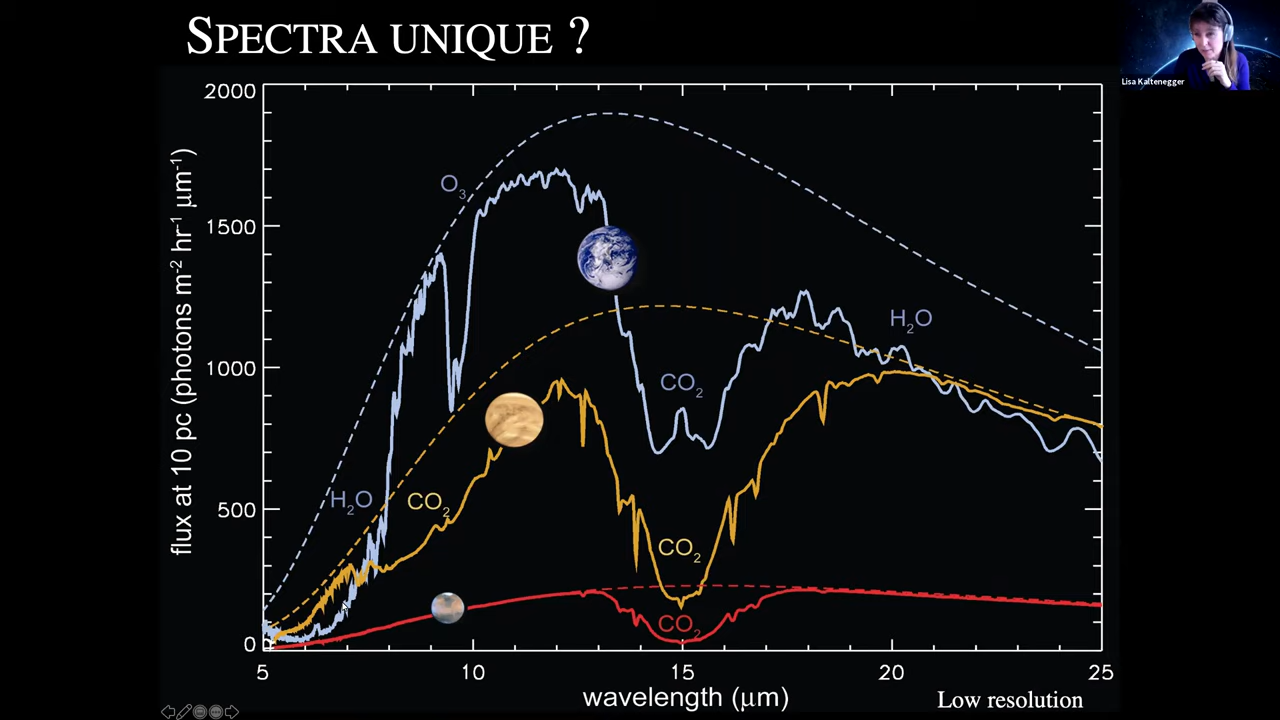 SPECTRA UNIQUE ?
Lisa Kaltenegger
2000
1500
1000
500
0
flux at 10 pc (photons m⁻² hr⁻¹ μm⁻¹)
O₃
CO₂
H₂O
H₂O
CO₂
CO₂
CO₂
5
10
15
20
25
wavelength (μm)
Low resolution